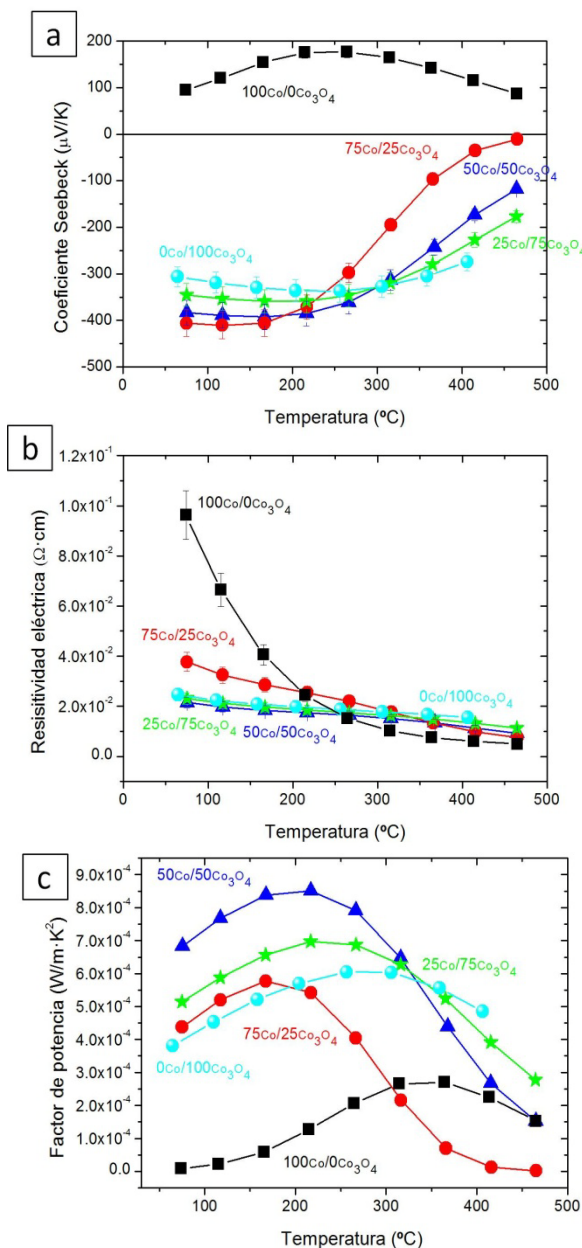 a
200
100
0
-100
-200
-300
-400
-500
Coeficiente Seebeck (µV/K)
100Co/0Co₃O₄
75Co/25Co₃O₄
50Co/50Co₃O₄
0Co/100Co₃O₄
25Co/75Co₃O₄
0 100 200 300 400 500
Temperatura (ºC)
b
1.2x10⁻¹
1.0x10⁻¹
8.0x10⁻²
6.0x10⁻²
4.0x10⁻²
2.0x10⁻²
0.0
Resisitividad eléctrica (Ω·cm)
100Co/0Co₃O₄
75Co/25Co₃O₄
0Co/100Co₃O₄
25Co/75Co₃O₄
50Co/50Co₃O₄
0 100 200 300 400 500
Temperatura (ºC)
c
9.0x10⁻⁴
8.0x10⁻⁴
7.0x10⁻⁴
6.0x10⁻⁴
5.0x10⁻⁴
4.0x10⁻⁴
3.0x10⁻⁴
2.0x10⁻⁴
1.0x10⁻⁴
0.0
Factor de potencia (W/m·K²)
50Co/50Co₃O₄
25Co/75Co₃O₄
75Co/25Co₃O₄
0Co/100Co₃O₄
100Co/0Co₃O₄
100 200 300 400 500
Temperatura (ºC)